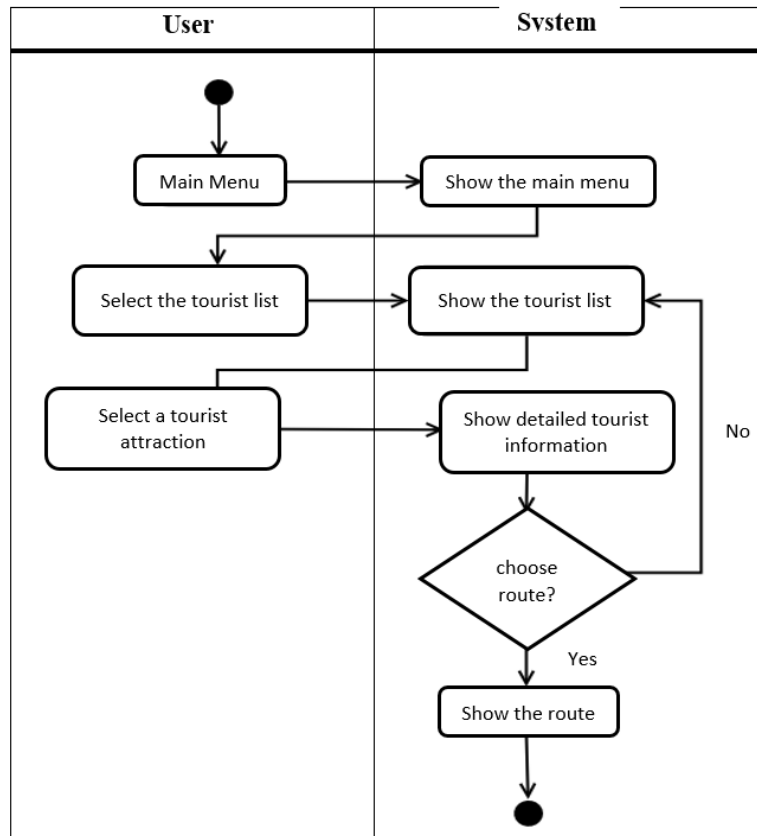 User
System
Main Menu
Show the main menu
Select the tourist list
Show the tourist list
Select a tourist
attraction
Show detailed tourist
information
No
choose
route?
Yes
Show the route